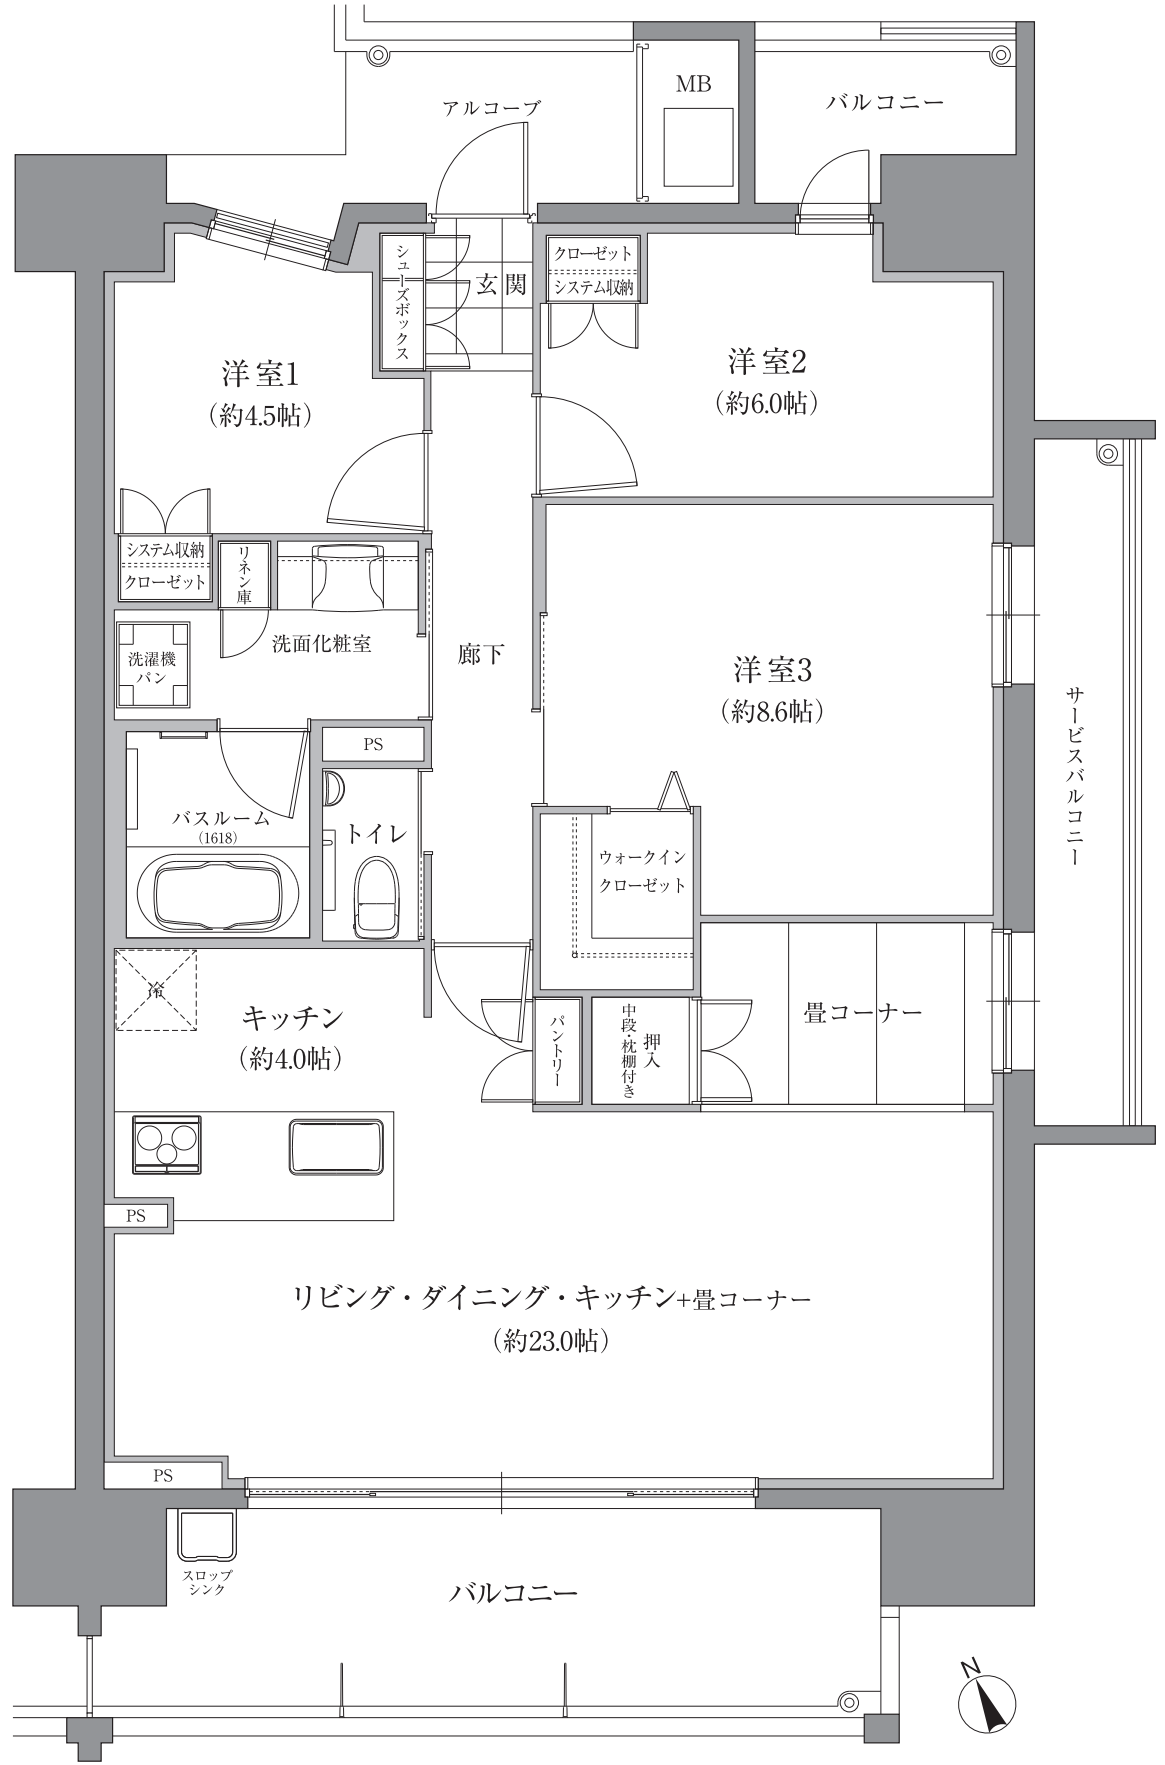 アルコーブ
MB
バルコニー
シューズボックス
玄関
クローゼット
システム収納
洋室1
(約4.5帖)
洋室2
(約6.0帖)
システム収納
クローゼット
リネン庫
洗面化粧室
洗濯機
パン
廊下
洋室3
(約8.6帖)
サービスバルコニー
PS
バスルーム
(1618)
トイレ
ウォークイン
クローゼット
冷
キッチン
(約4.0帖)
パントリー
押入
中段・枕棚付き
畳コーナー
PS
リビング・ダイニング・キッチン+畳コーナー
(約23.0帖)
PS
スロップ
シンク
バルコニー
N